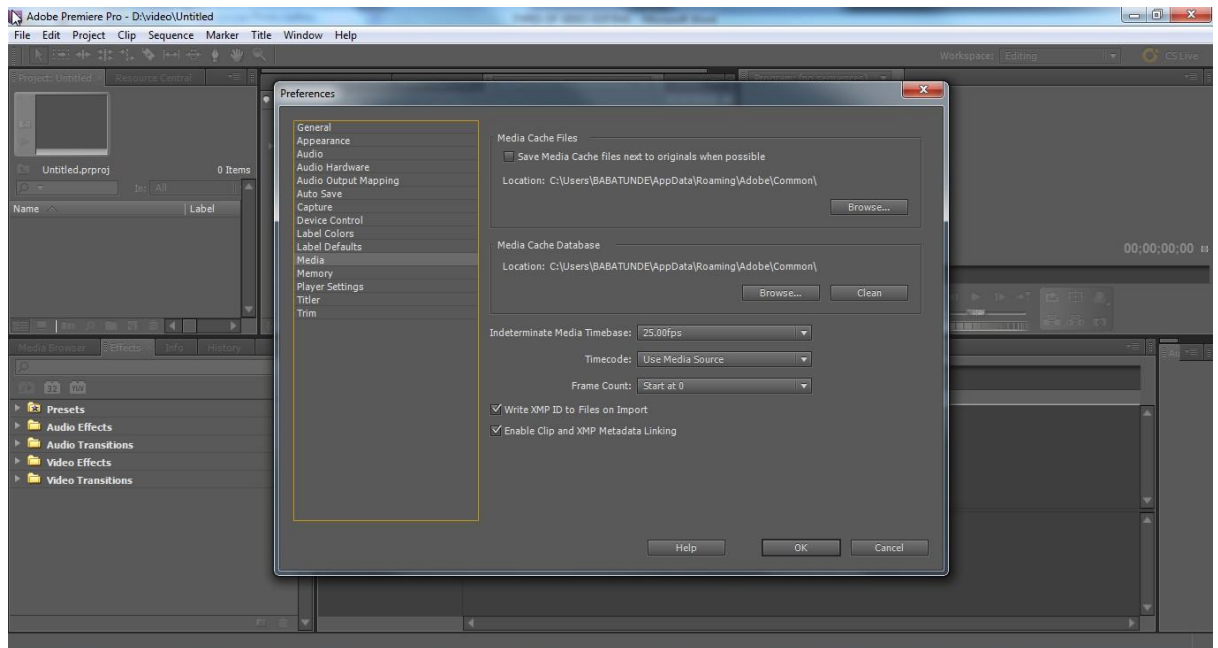 Adobe Premiere Pro - D:\video\Untitled
File Edit Project Clip Sequence Marker Title Window Help
Workspace: Editing CS Live
Project: Untitled Resource Central
Untitled.prproj 0 Items
In: All
Name Label
Media Browser Effects Info History
32 YUV
Presets
Audio Effects
Audio Transitions
Video Effects
Video Transitions
Preferences
General
Appearance
Audio
Audio Hardware
Audio Output Mapping
Auto Save
Capture
Device Control
Label Colors
Label Defaults
Media
Memory
Player Settings
Titler
Trim
Media Cache Files
Save Media Cache files next to originals when possible
Location: C:\Users\BABATUNDE\AppData\Roaming\Adobe\Common\
Browse...
Media Cache Database
Location: C:\Users\BABATUNDE\AppData\Roaming\Adobe\Common\
Browse... Clean
Indeterminate Media Timebase: 25.00fps
Timecode: Use Media Source
Frame Count: Start at 0
Write XMP ID to Files on Import
Enable Clip and XMP Metadata Linking
Help OK Cancel
00;00;00;00